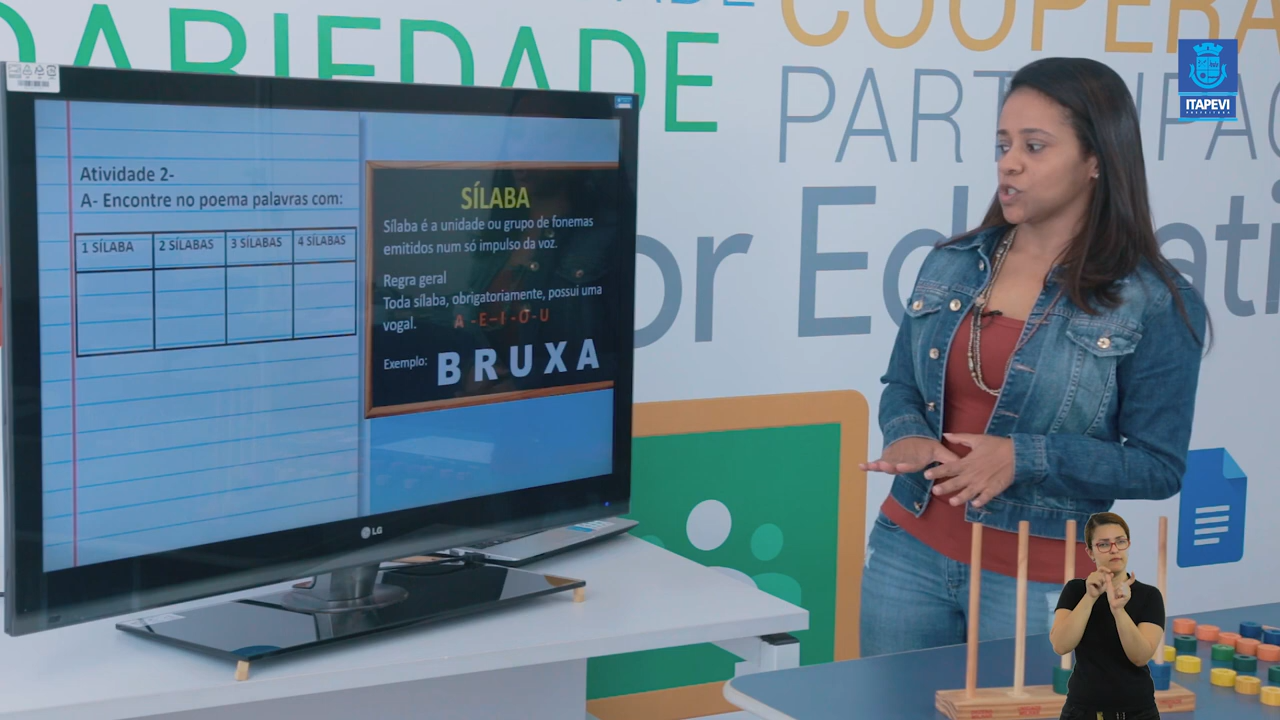 DARIEDADE
COOPERA
PARTICIPAÇ
or Educati
ITAPEVI
PREFEITURA
Atividade 2-
A- Encontre no poema palavras com:
1 SÍLABA 2 SÍLABAS 3 SÍLABAS 4 SÍLABAS
SÍLABA
Sílaba é a unidade ou grupo de fonemas
emitidos num só impulso da voz.
Regra geral
Toda sílaba, obrigatoriamente, possui uma
vogal. A -E-I -O-U
Exemplo: BRUXA
LG